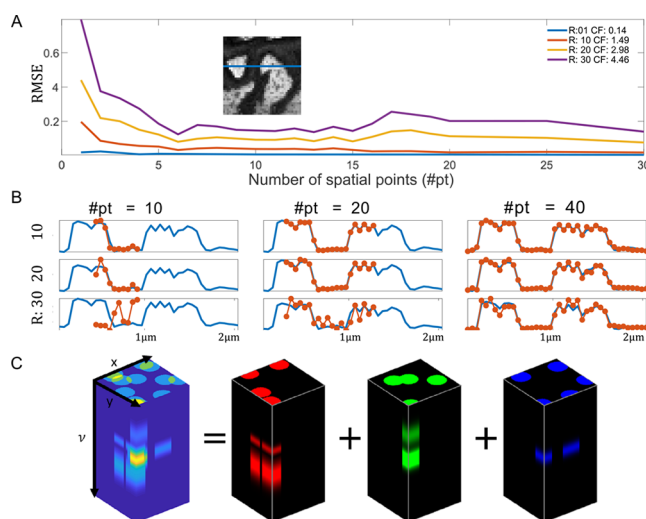 A
R:01 CF: 0.14
R: 10 CF: 1.49
R: 20 CF: 2.98
R: 30 CF: 4.46
RMSE
0.6
0.4
0.2
0 5 10 15 20 25 30
Number of spatial points (#pt)
B
#pt = 10 #pt = 20 #pt = 40
10
20
R: 30
1μm 2μm 1μm 2μm 1μm 2μm
C
x
y
ν
= + +